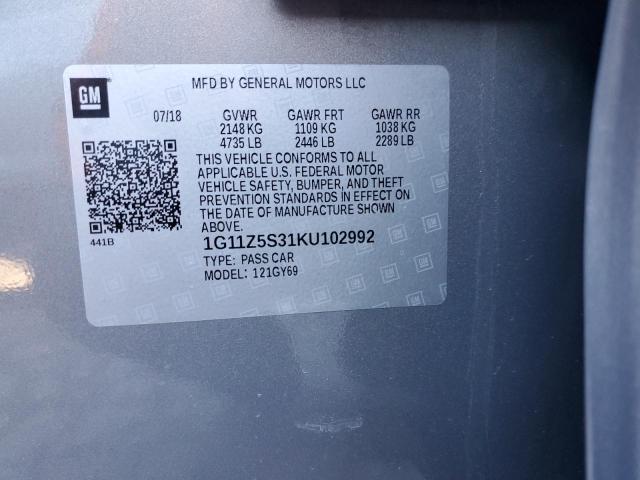 GM
MFD BY GENERAL MOTORS LLC
07/18 GVWR GAWR FRT GAWR RR
2148 KG 1109 KG 1038 KG
4735 LB 2446 LB 2289 LB
THIS VEHICLE CONFORMS TO ALL
APPLICABLE U.S. FEDERAL MOTOR
VEHICLE SAFETY, BUMPER, AND THEFT
PREVENTION STANDARDS IN EFFECT ON
THE DATE OF MANUFACTURE SHOWN
ABOVE.
441B
1G11Z5S31KU102992
TYPE: PASS CAR
MODEL: 121GY69